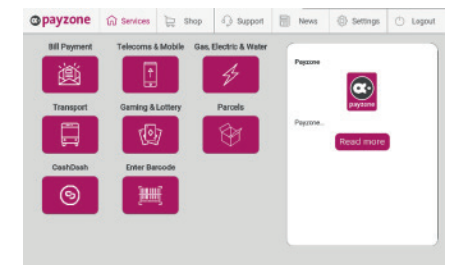 payzone Services Shop Support News Settings Logout
Bill Payment Telecoms & Mobile Gas, Electric & Water
Payzone
payzone
Transport Gaming & Lottery Parcels
Payzone...
Read more
CashDash Enter Barcode